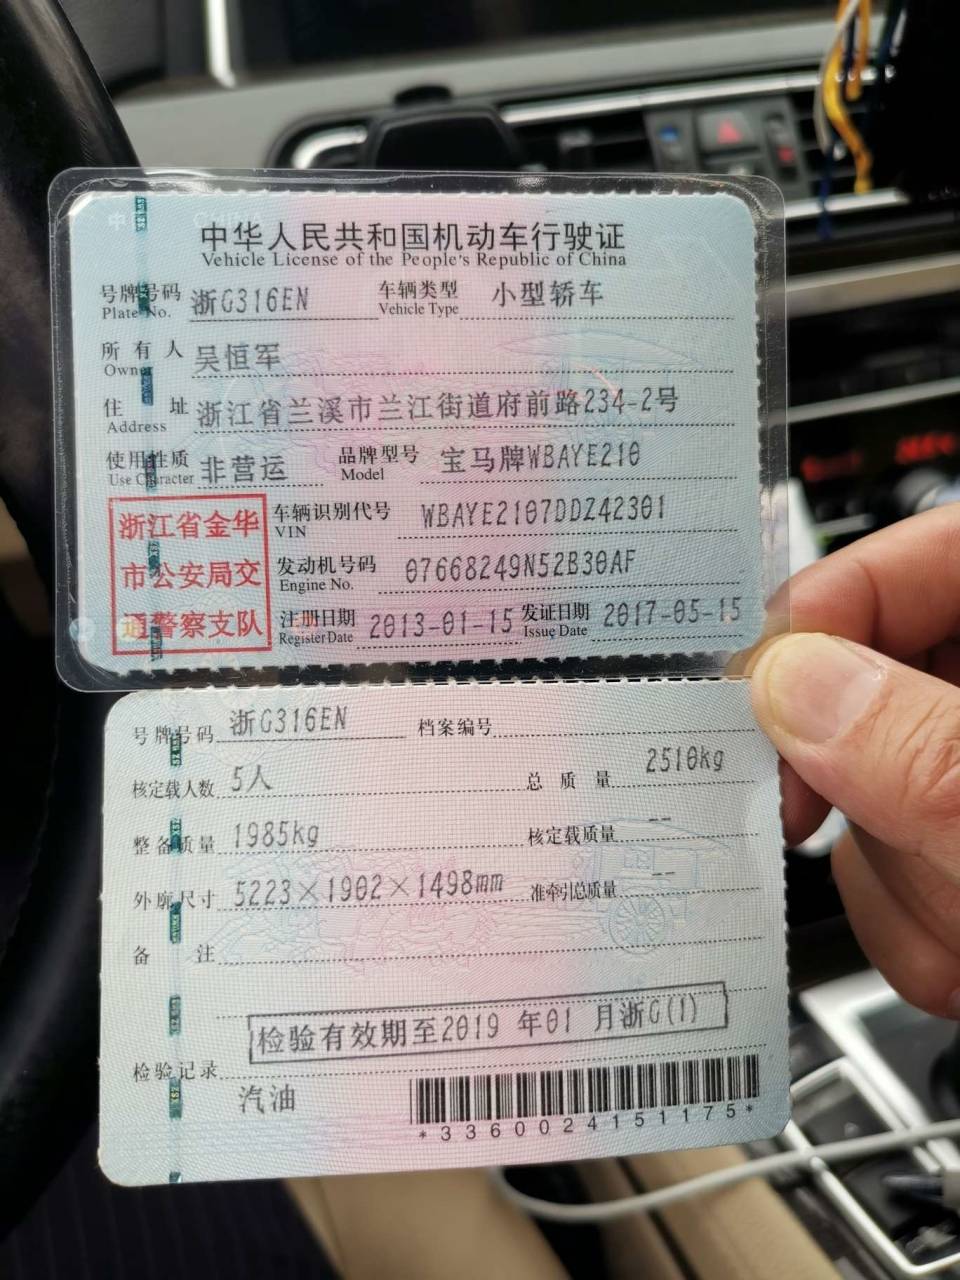 中华人民共和国机动车行驶证
Vehicle License of the People's Republic of China
号牌号码 浙G316EN 车辆类型 小型轿车
Plate No. Vehicle Type
所有人 吴恒军
Owner
住址 浙江省兰溪市兰江街道府前路234-2号
Address
使用性质 非营运 品牌型号 宝马牌WBAYE210
Use Character Model
浙江省金华
市公安局交
通警察支队
车辆识别代号 WBAYE2107DDZ42301
VIN
发动机号码 07668249N52B30AF
Engine No.
注册日期 2013-01-15 发证日期 2017-05-15
Register Date Issue Date
号牌号码 浙G316EN 档案编号
核定载人数 5人 总质量 2510kg
整备质量 1985kg 核定载质量 --
外廓尺寸 5223×1902×1498mm 准牵引总质量 --
备注
检验有效期至2019年01月浙G(1)
检验记录
汽油
*3360024151175*